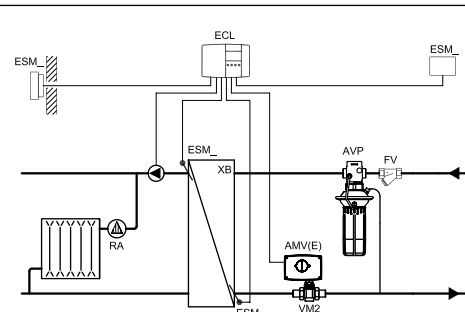 ECL
ESM_
ESM_
ESM_
AVP
FV
XB
AMV(E)
RA
ESM
VM2